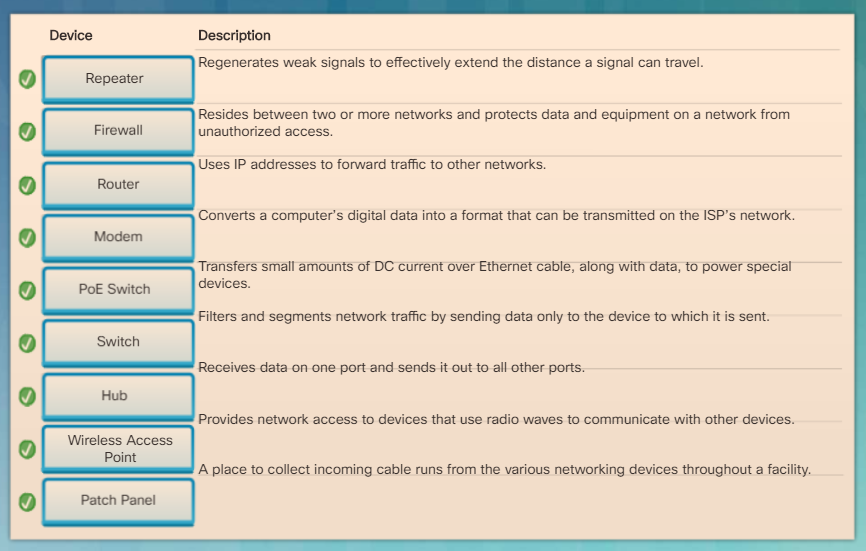 Device Description
Repeater
Regenerates weak signals to effectively extend the distance a signal can travel.
Firewall
Resides between two or more networks and protects data and equipment on a network from
unauthorized access.
Router
Uses IP addresses to forward traffic to other networks.
Modem
Converts a computer's digital data into a format that can be transmitted on the ISP's network.
PoE Switch
Transfers small amounts of DC current over Ethernet cable, along with data, to power special
devices.
Switch
Filters and segments network traffic by sending data only to the device to which it is sent.
Hub
Receives data on one port and sends it out to all other ports.
Wireless Access
Point
Provides network access to devices that use radio waves to communicate with other devices.
Patch Panel
A place to collect incoming cable runs from the various networking devices throughout a facility.